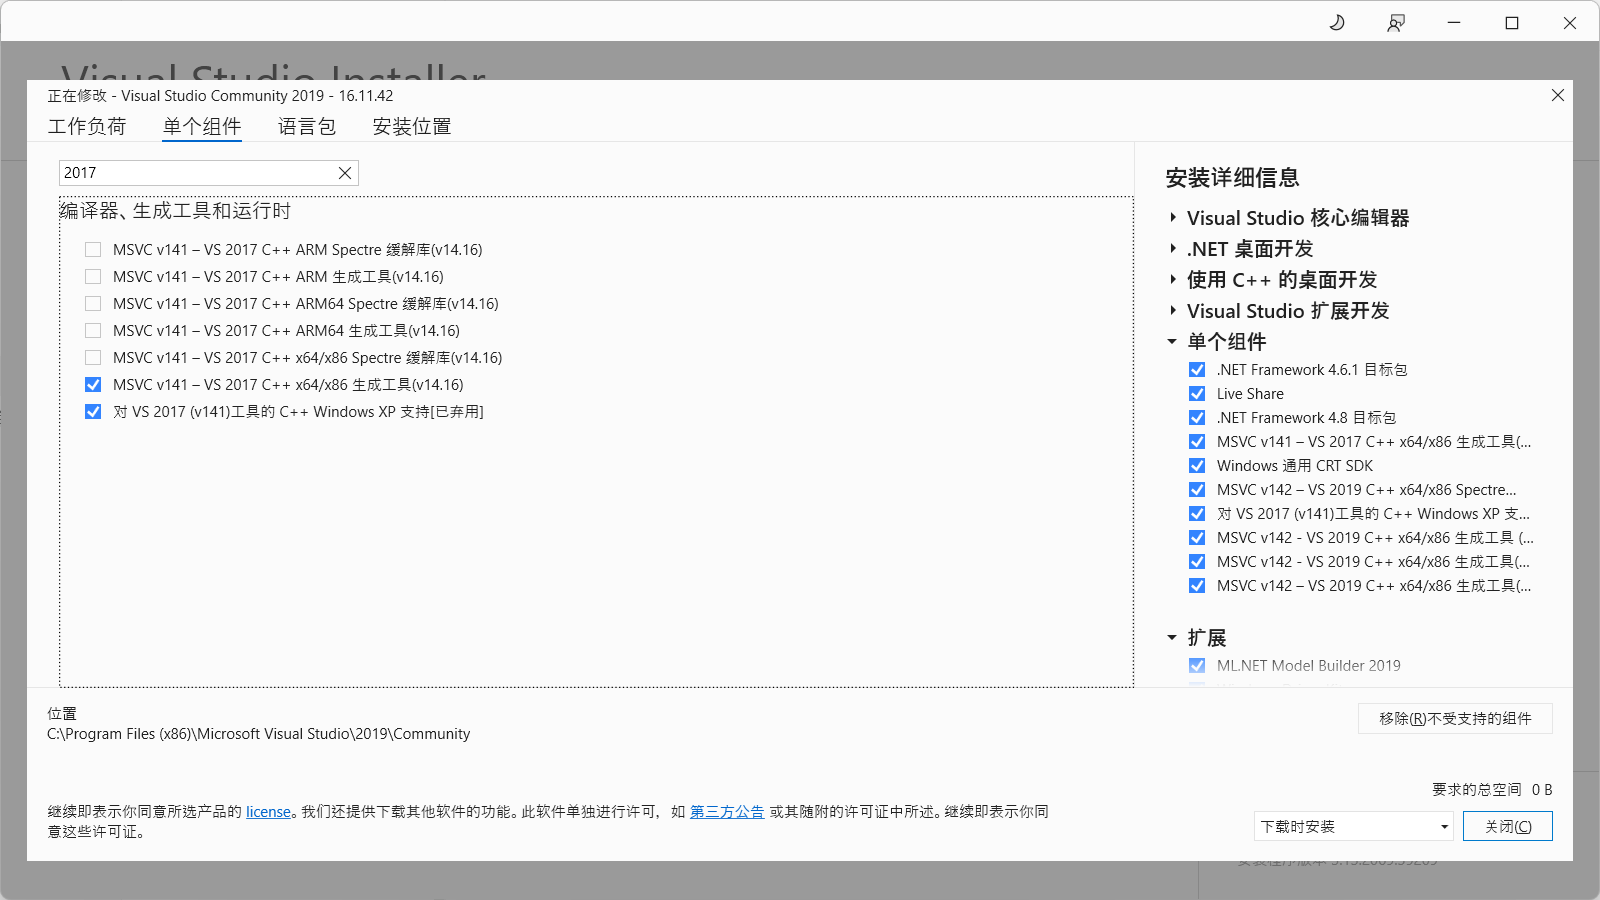 Visual Studio Installer
正在修改 - Visual Studio Community 2019 - 16.11.42
工作负荷
单个组件
语言包
安装位置
2017
编译器、生成工具和运行时
MSVC v141 – VS 2017 C++ ARM Spectre 缓解库(v14.16)
MSVC v141 – VS 2017 C++ ARM 生成工具(v14.16)
MSVC v141 – VS 2017 C++ ARM64 Spectre 缓解库(v14.16)
MSVC v141 – VS 2017 C++ ARM64 生成工具(v14.16)
MSVC v141 – VS 2017 C++ x64/x86 Spectre 缓解库(v14.16)
MSVC v141 – VS 2017 C++ x64/x86 生成工具(v14.16)
对 VS 2017 (v141)工具的 C++ Windows XP 支持[已弃用]
安装详细信息
Visual Studio 核心编辑器
.NET 桌面开发
使用 C++ 的桌面开发
Visual Studio 扩展开发
单个组件
.NET Framework 4.6.1 目标包
Live Share
.NET Framework 4.8 目标包
MSVC v141 – VS 2017 C++ x64/x86 生成工具(...
Windows 通用 CRT SDK
MSVC v142 – VS 2019 C++ x64/x86 Spectre...
对 VS 2017 (v141)工具的 C++ Windows XP 支...
MSVC v142 - VS 2019 C++ x64/x86 生成工具 (...
MSVC v142 - VS 2019 C++ x64/x86 生成工具(...
MSVC v142 – VS 2019 C++ x64/x86 生成工具(...
扩展
ML.NET Model Builder 2019
位置
C:\Program Files (x86)\Microsoft Visual Studio\2019\Community
移除(R)不受支持的组件
要求的总空间 0 B
继续即表示你同意所选产品的 license。我们还提供下载其他软件的功能。此软件单独进行许可，如 第三方公告 或其随附的许可证中所述。继续即表示你同
意这些许可证。
下载时安装
关闭(C)